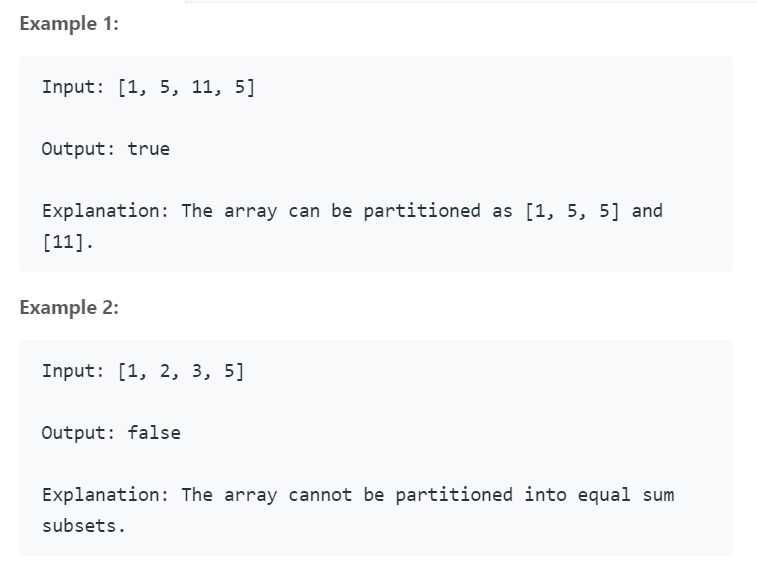 Example 1:
Input: [1, 5, 11, 5]
Output: true
Explanation: The array can be partitioned as [1, 5, 5] and
[11].
Example 2:
Input: [1, 2, 3, 5]
Output: false
Explanation: The array cannot be partitioned into equal sum
subsets.